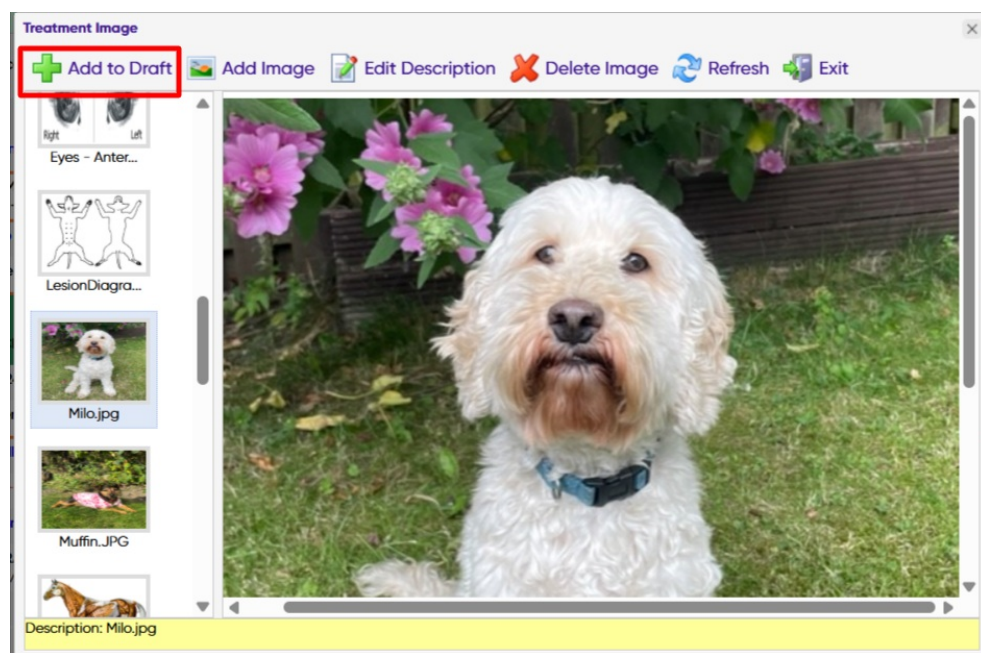 Treatment Image
Add to Draft Add Image Edit Description Delete Image Refresh Exit
Right Left
Eyes - Anter...
LesionDiagra...
Milo.jpg
Muffin.JPG
Description: Milo.jpg